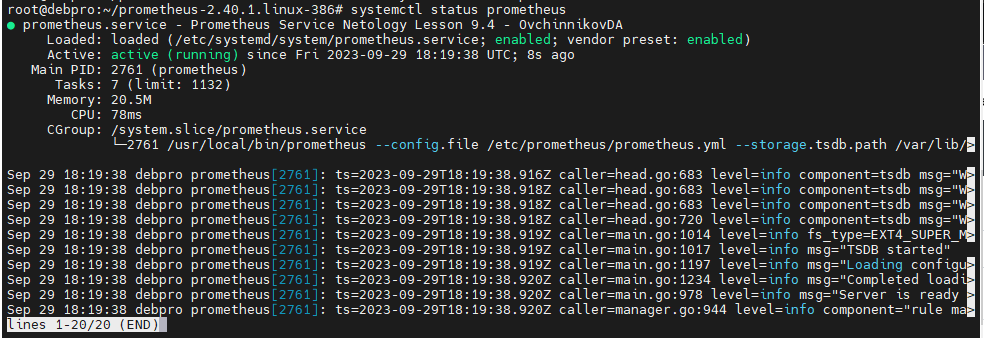 root@debpro:~/prometheus-2.40.1.linux-386# systemctl status prometheus
● prometheus.service - Prometheus Service Netology Lesson 9.4 - OvchinnikovDA
Loaded: loaded (/etc/systemd/system/prometheus.service; enabled; vendor preset: enabled)
Active: active (running) since Fri 2023-09-29 18:19:38 UTC; 8s ago
Main PID: 2761 (prometheus)
Tasks: 7 (limit: 1132)
Memory: 20.5M
CPU: 78ms
CGroup: /system.slice/prometheus.service
└─2761 /usr/local/bin/prometheus --config.file /etc/prometheus/prometheus.yml --storage.tsdb.path /var/lib/>
Sep 29 18:19:38 debpro prometheus[2761]: ts=2023-09-29T18:19:38.916Z caller=head.go:683 level=info component=tsdb msg="W>
Sep 29 18:19:38 debpro prometheus[2761]: ts=2023-09-29T18:19:38.918Z caller=head.go:683 level=info component=tsdb msg="W>
Sep 29 18:19:38 debpro prometheus[2761]: ts=2023-09-29T18:19:38.918Z caller=head.go:683 level=info component=tsdb msg="W>
Sep 29 18:19:38 debpro prometheus[2761]: ts=2023-09-29T18:19:38.918Z caller=head.go:720 level=info component=tsdb msg="W>
Sep 29 18:19:38 debpro prometheus[2761]: ts=2023-09-29T18:19:38.919Z caller=main.go:1014 level=info fs_type=EXT4_SUPER_M>
Sep 29 18:19:38 debpro prometheus[2761]: ts=2023-09-29T18:19:38.919Z caller=main.go:1017 level=info msg="TSDB started"
Sep 29 18:19:38 debpro prometheus[2761]: ts=2023-09-29T18:19:38.919Z caller=main.go:1197 level=info msg="Loading configu>
Sep 29 18:19:38 debpro prometheus[2761]: ts=2023-09-29T18:19:38.920Z caller=main.go:1234 level=info msg="Completed loadi>
Sep 29 18:19:38 debpro prometheus[2761]: ts=2023-09-29T18:19:38.920Z caller=main.go:978 level=info msg="Server is ready >
Sep 29 18:19:38 debpro prometheus[2761]: ts=2023-09-29T18:19:38.920Z caller=manager.go:944 level=info component="rule ma>
lines 1-20/20 (END)